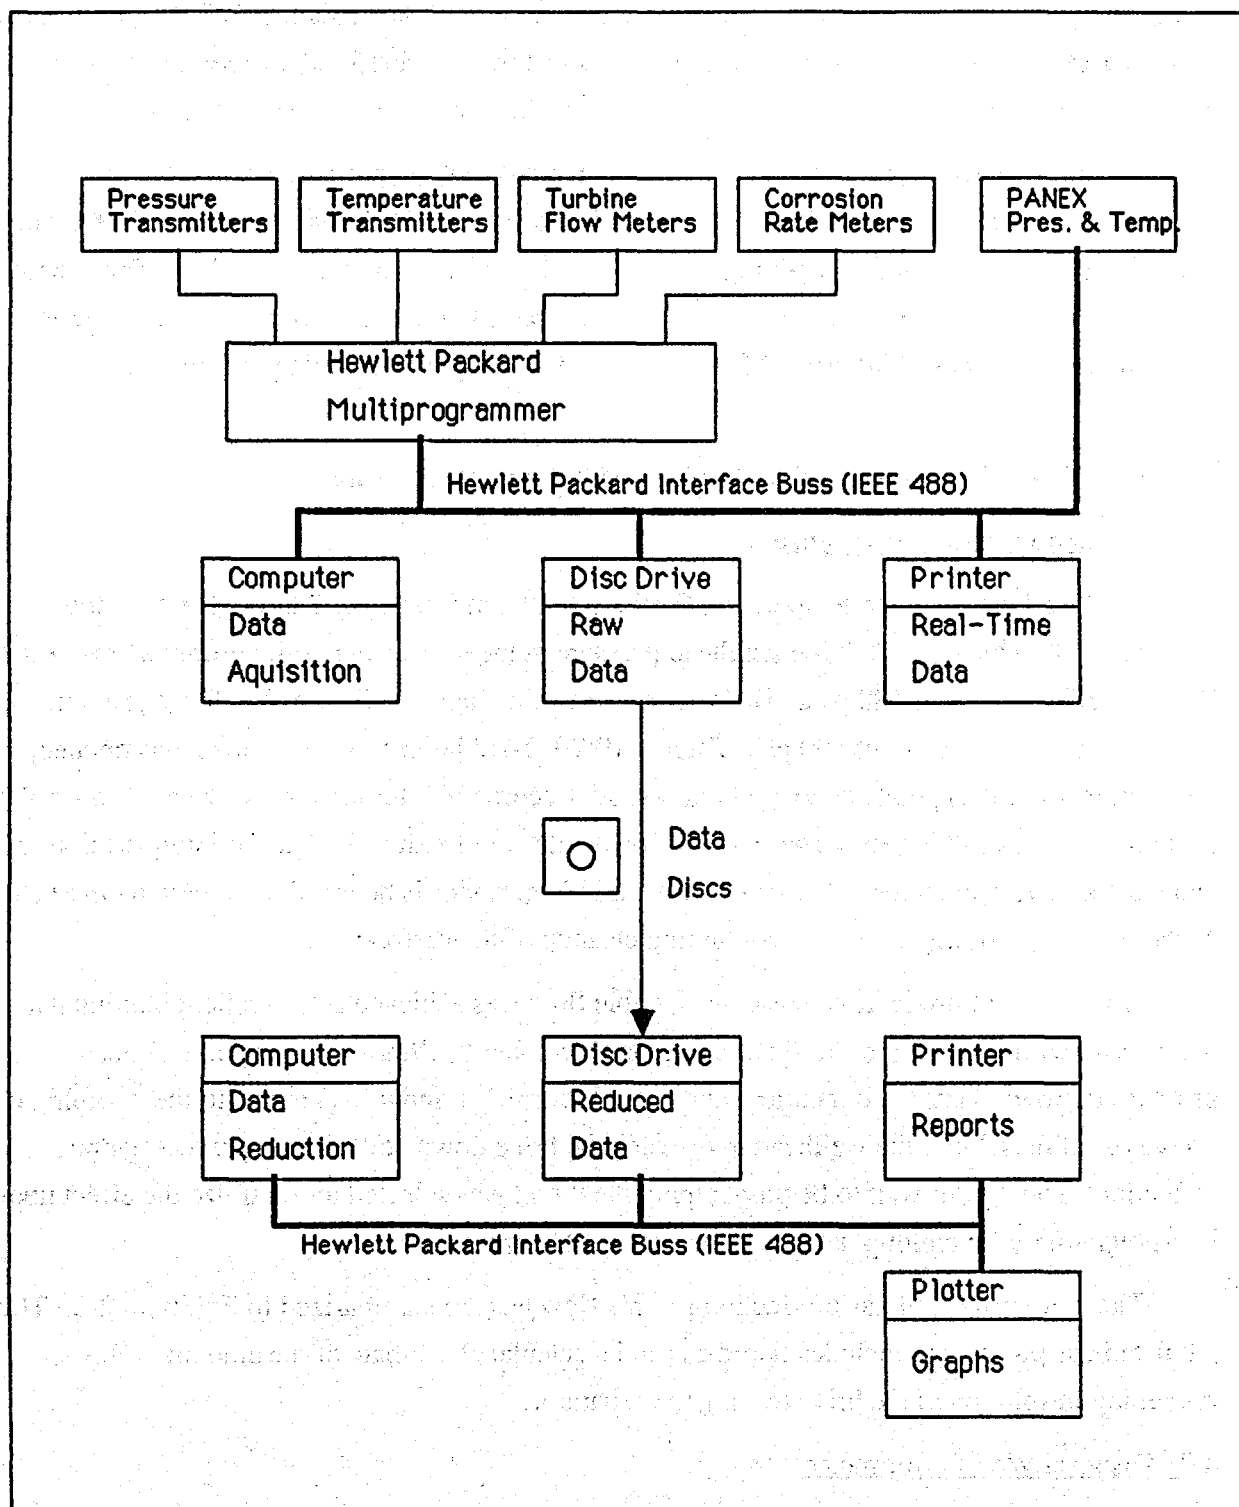 Pressure
Transmitters
Temperature
Transmitters
Turbine
Flow Meters
Corrosion
Rate Meters
PANEX
Pres. & Temp.
Hewlett Packard
Multiprogrammer
Hewlett Packard Interface Buss (IEEE 488)
Computer
Data
Aquisition
Disc Drive
Raw
Data
Printer
Real-Time
Data
Data
Discs
Computer
Data
Reduction
Disc Drive
Reduced
Data
Printer
Reports
Hewlett Packard Interface Buss (IEEE 488)
Plotter
Graphs